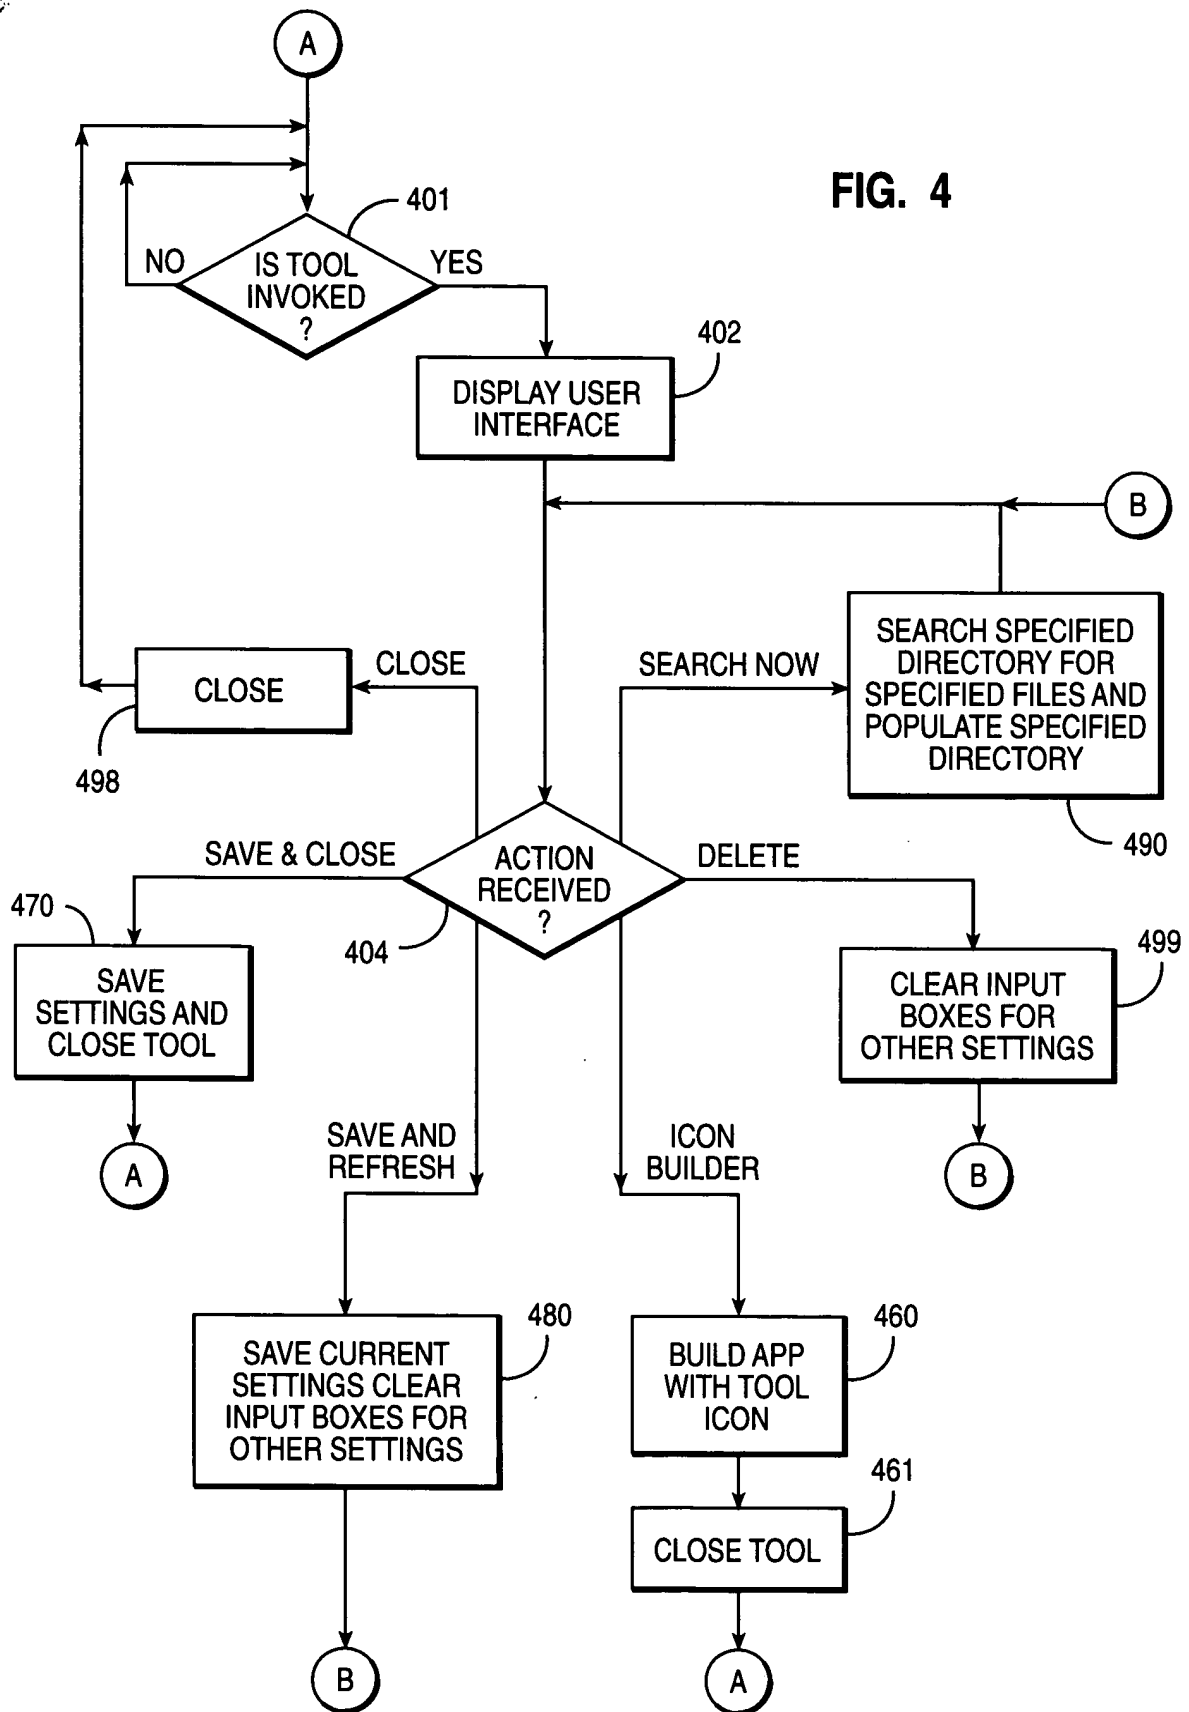 A
FIG. 4
401
NO
IS TOOL
INVOKED
?
YES
402
DISPLAY USER
INTERFACE
B
SEARCH SPECIFIED
DIRECTORY FOR
SPECIFIED FILES AND
POPULATE SPECIFIED
DIRECTORY
490
CLOSE
CLOSE
498
SEARCH NOW
SAVE & CLOSE
ACTION
RECEIVED
?
404
DELETE
470
SAVE
SETTINGS AND
CLOSE TOOL
A
499
CLEAR INPUT
BOXES FOR
OTHER SETTINGS
B
SAVE AND
REFRESH
ICON
BUILDER
480
SAVE CURRENT
SETTINGS CLEAR
INPUT BOXES FOR
OTHER SETTINGS
B
460
BUILD APP
WITH TOOL
ICON
461
CLOSE TOOL
A